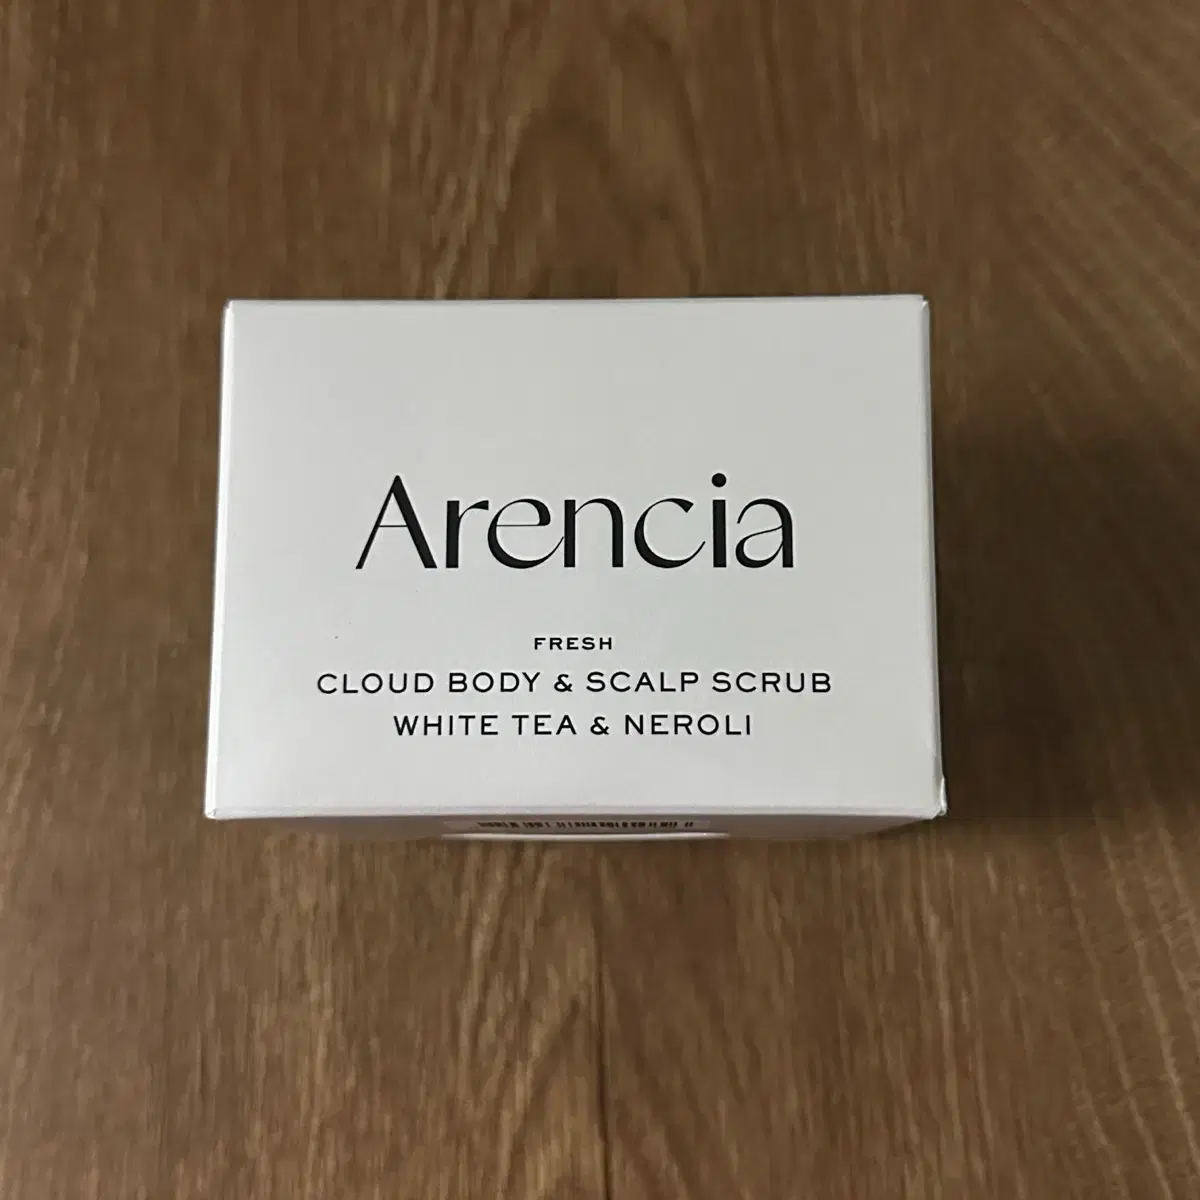 Arencia
FRESH
CLOUD BODY & SCALP SCRUB
WHITE TEA & NEROLI